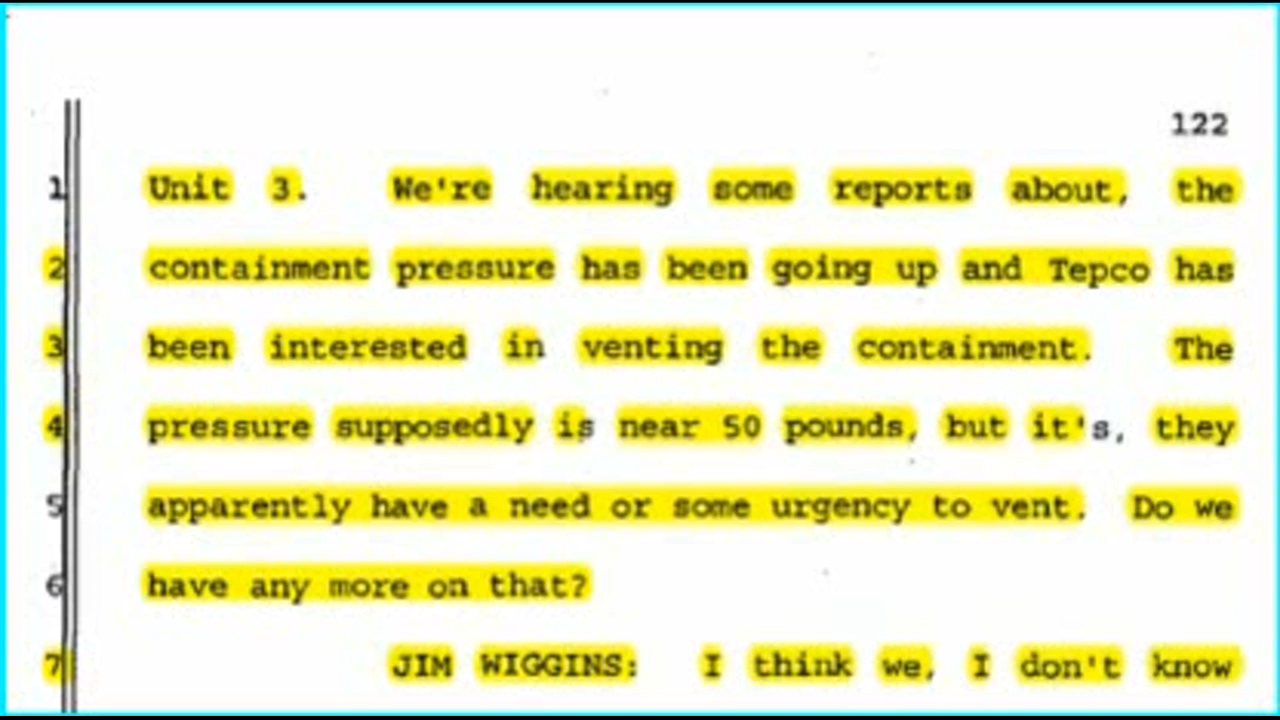 122
1 Unit 3. We're hearing some reports about, the
2 containment pressure has been going up and Tepco has
3 been interested in venting the containment. The
4 pressure supposedly is near 50 pounds, but it's, they
5 apparently have a need or some urgency to vent. Do we
6 have any more on that?
7 JIM WIGGINS: I think we, I don't know